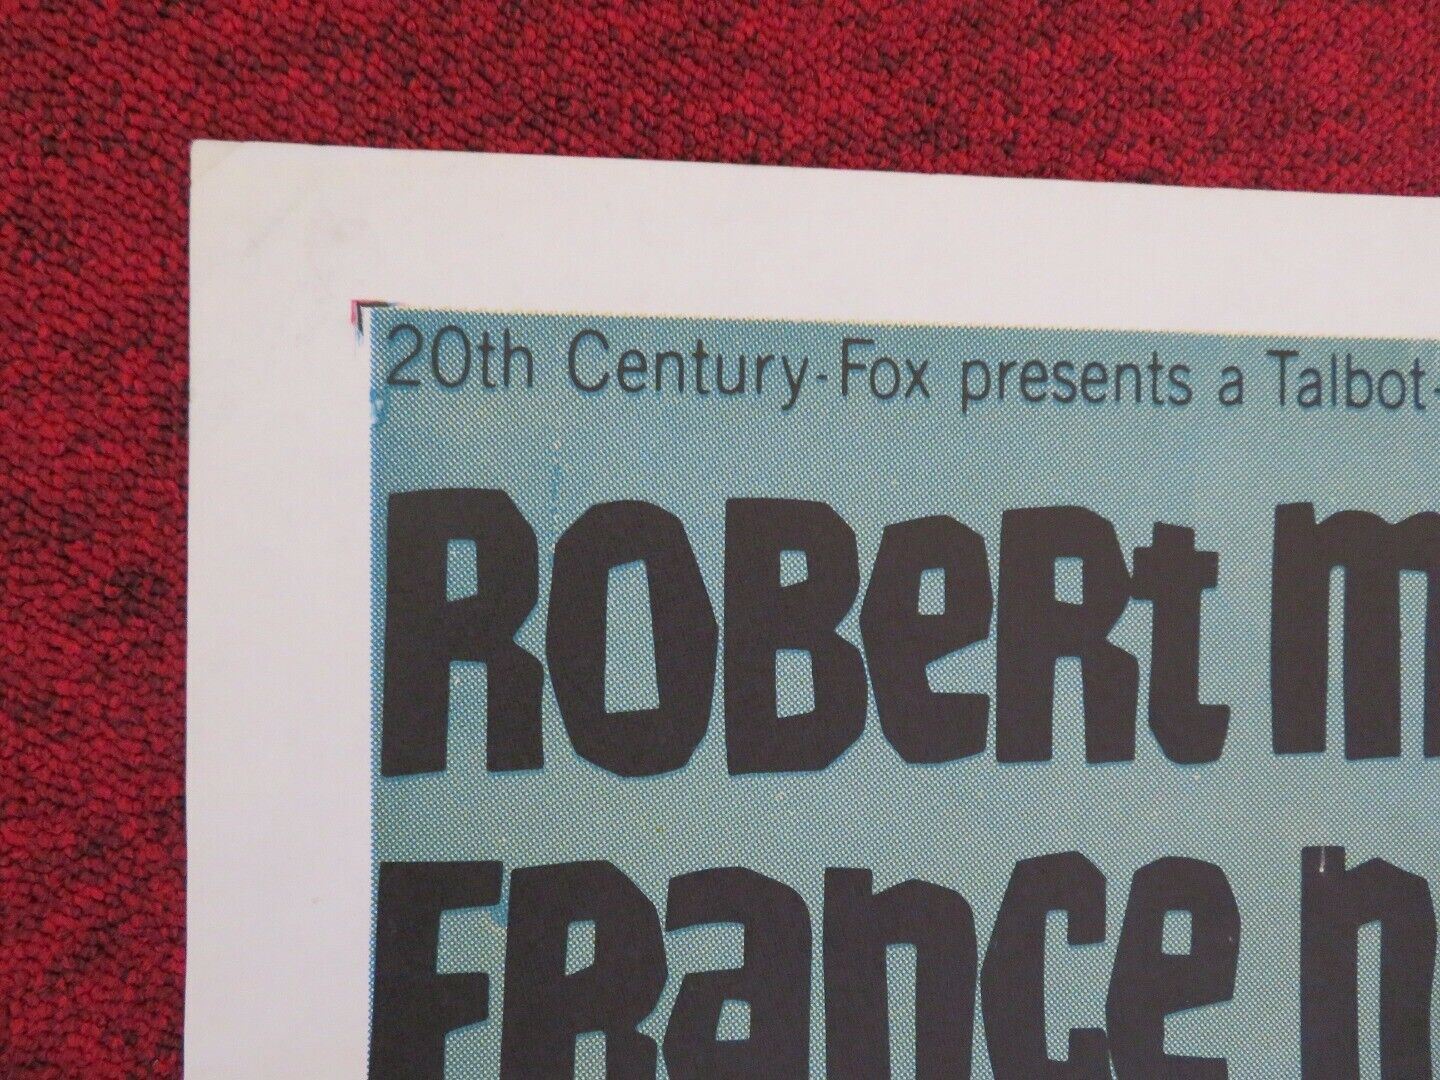 20th Century-Fox presents a Talbot-
ROBERT M
FRANCE N